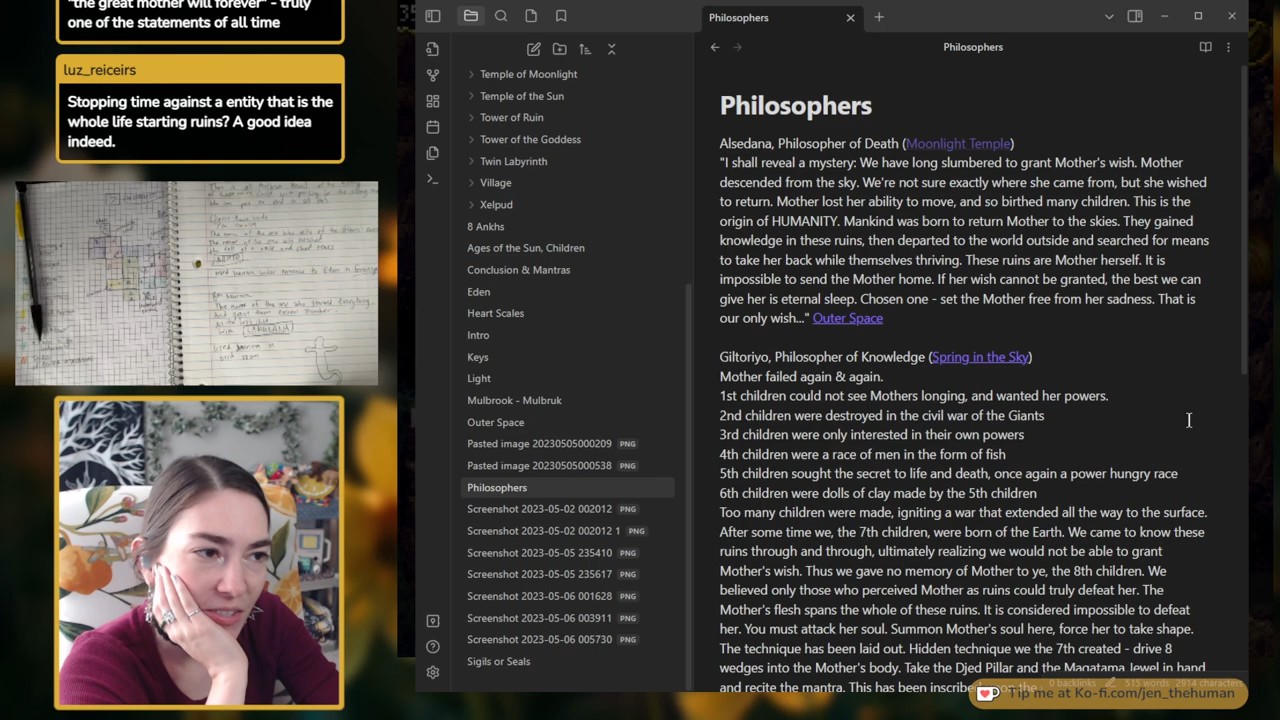 "the great mother will forever" - truly
one of the statements of all time
luz_reiceirs
Stopping time against a entity that is the
whole life starting ruins? A good idea
indeed.
Temple of Moonlight
Temple of the Sun
Tower of Ruin
Tower of the Goddess
Twin Labyrinth
Village
Xelpud
8 Ankhs
Ages of the Sun, Children
Conclusion & Mantras
Eden
Heart Scales
Intro
Keys
Light
Mulbrook - Mulbruk
Outer Space
Pasted image 20230505000209 PNG
Pasted image 20230505000538 PNG
Philosophers
Screenshot 2023-05-02 002012 PNG
Screenshot 2023-05-02 002012 1 PNG
Screenshot 2023-05-05 235410 PNG
Screenshot 2023-05-05 235617 PNG
Screenshot 2023-05-06 001628 PNG
Screenshot 2023-05-06 003911 PNG
Screenshot 2023-05-06 005730 PNG
Sigils or Seals
Philosophers
Philosophers
Philosophers
Alsedana, Philosopher of Death (Moonlight Temple)
"I shall reveal a mystery: We have long slumbered to grant Mother's wish. Mother
descended from the sky. We're not sure exactly where she came from, but she wished
to return. Mother lost her ability to move, and so birthed many children. This is the
origin of HUMANITY. Mankind was born to return Mother to the skies. They gained
knowledge in these ruins, then departed to the world outside and searched for means
to take her back while themselves thriving. These ruins are Mother herself. It is
impossible to send the Mother home. If her wish cannot be granted, the best we can
give her is eternal sleep. Chosen one - set the Mother free from her sadness. That is
our only wish..." Outer Space
Giltoriyo, Philosopher of Knowledge (Spring in the Sky)
Mother failed again & again.
1st children could not see Mothers longing, and wanted her powers.
2nd children were destroyed in the civil war of the Giants
3rd children were only interested in their own powers
4th children were a race of men in the form of fish
5th children sought the secret to life and death, once again a power hungry race
6th children were dolls of clay made by the 5th children
Too many children were made, igniting a war that extended all the way to the surface.
After some time we, the 7th children, were born of the Earth. We came to know these
ruins through and through, ultimately realizing we would not be able to grant
Mother's wish. Thus we gave no memory of Mother to ye, the 8th children. We
believed only those who perceived Mother as ruins could truly defeat her. The
Mother's flesh spans the whole of these ruins. It is considered impossible to defeat
her. You must attack her soul. Summon Mother's soul here, force her to take shape.
The technique has been laid out. Hidden technique we the 7th created - drive 8
wedges into the Mother's body. Take the Djed Pillar and the Magatama Jewel in hand
and recite the mantra. This has been inscribed on the
0 backlinks 515 words 2914 characters
Tip me at Ko-fi.com/jen_thehuman